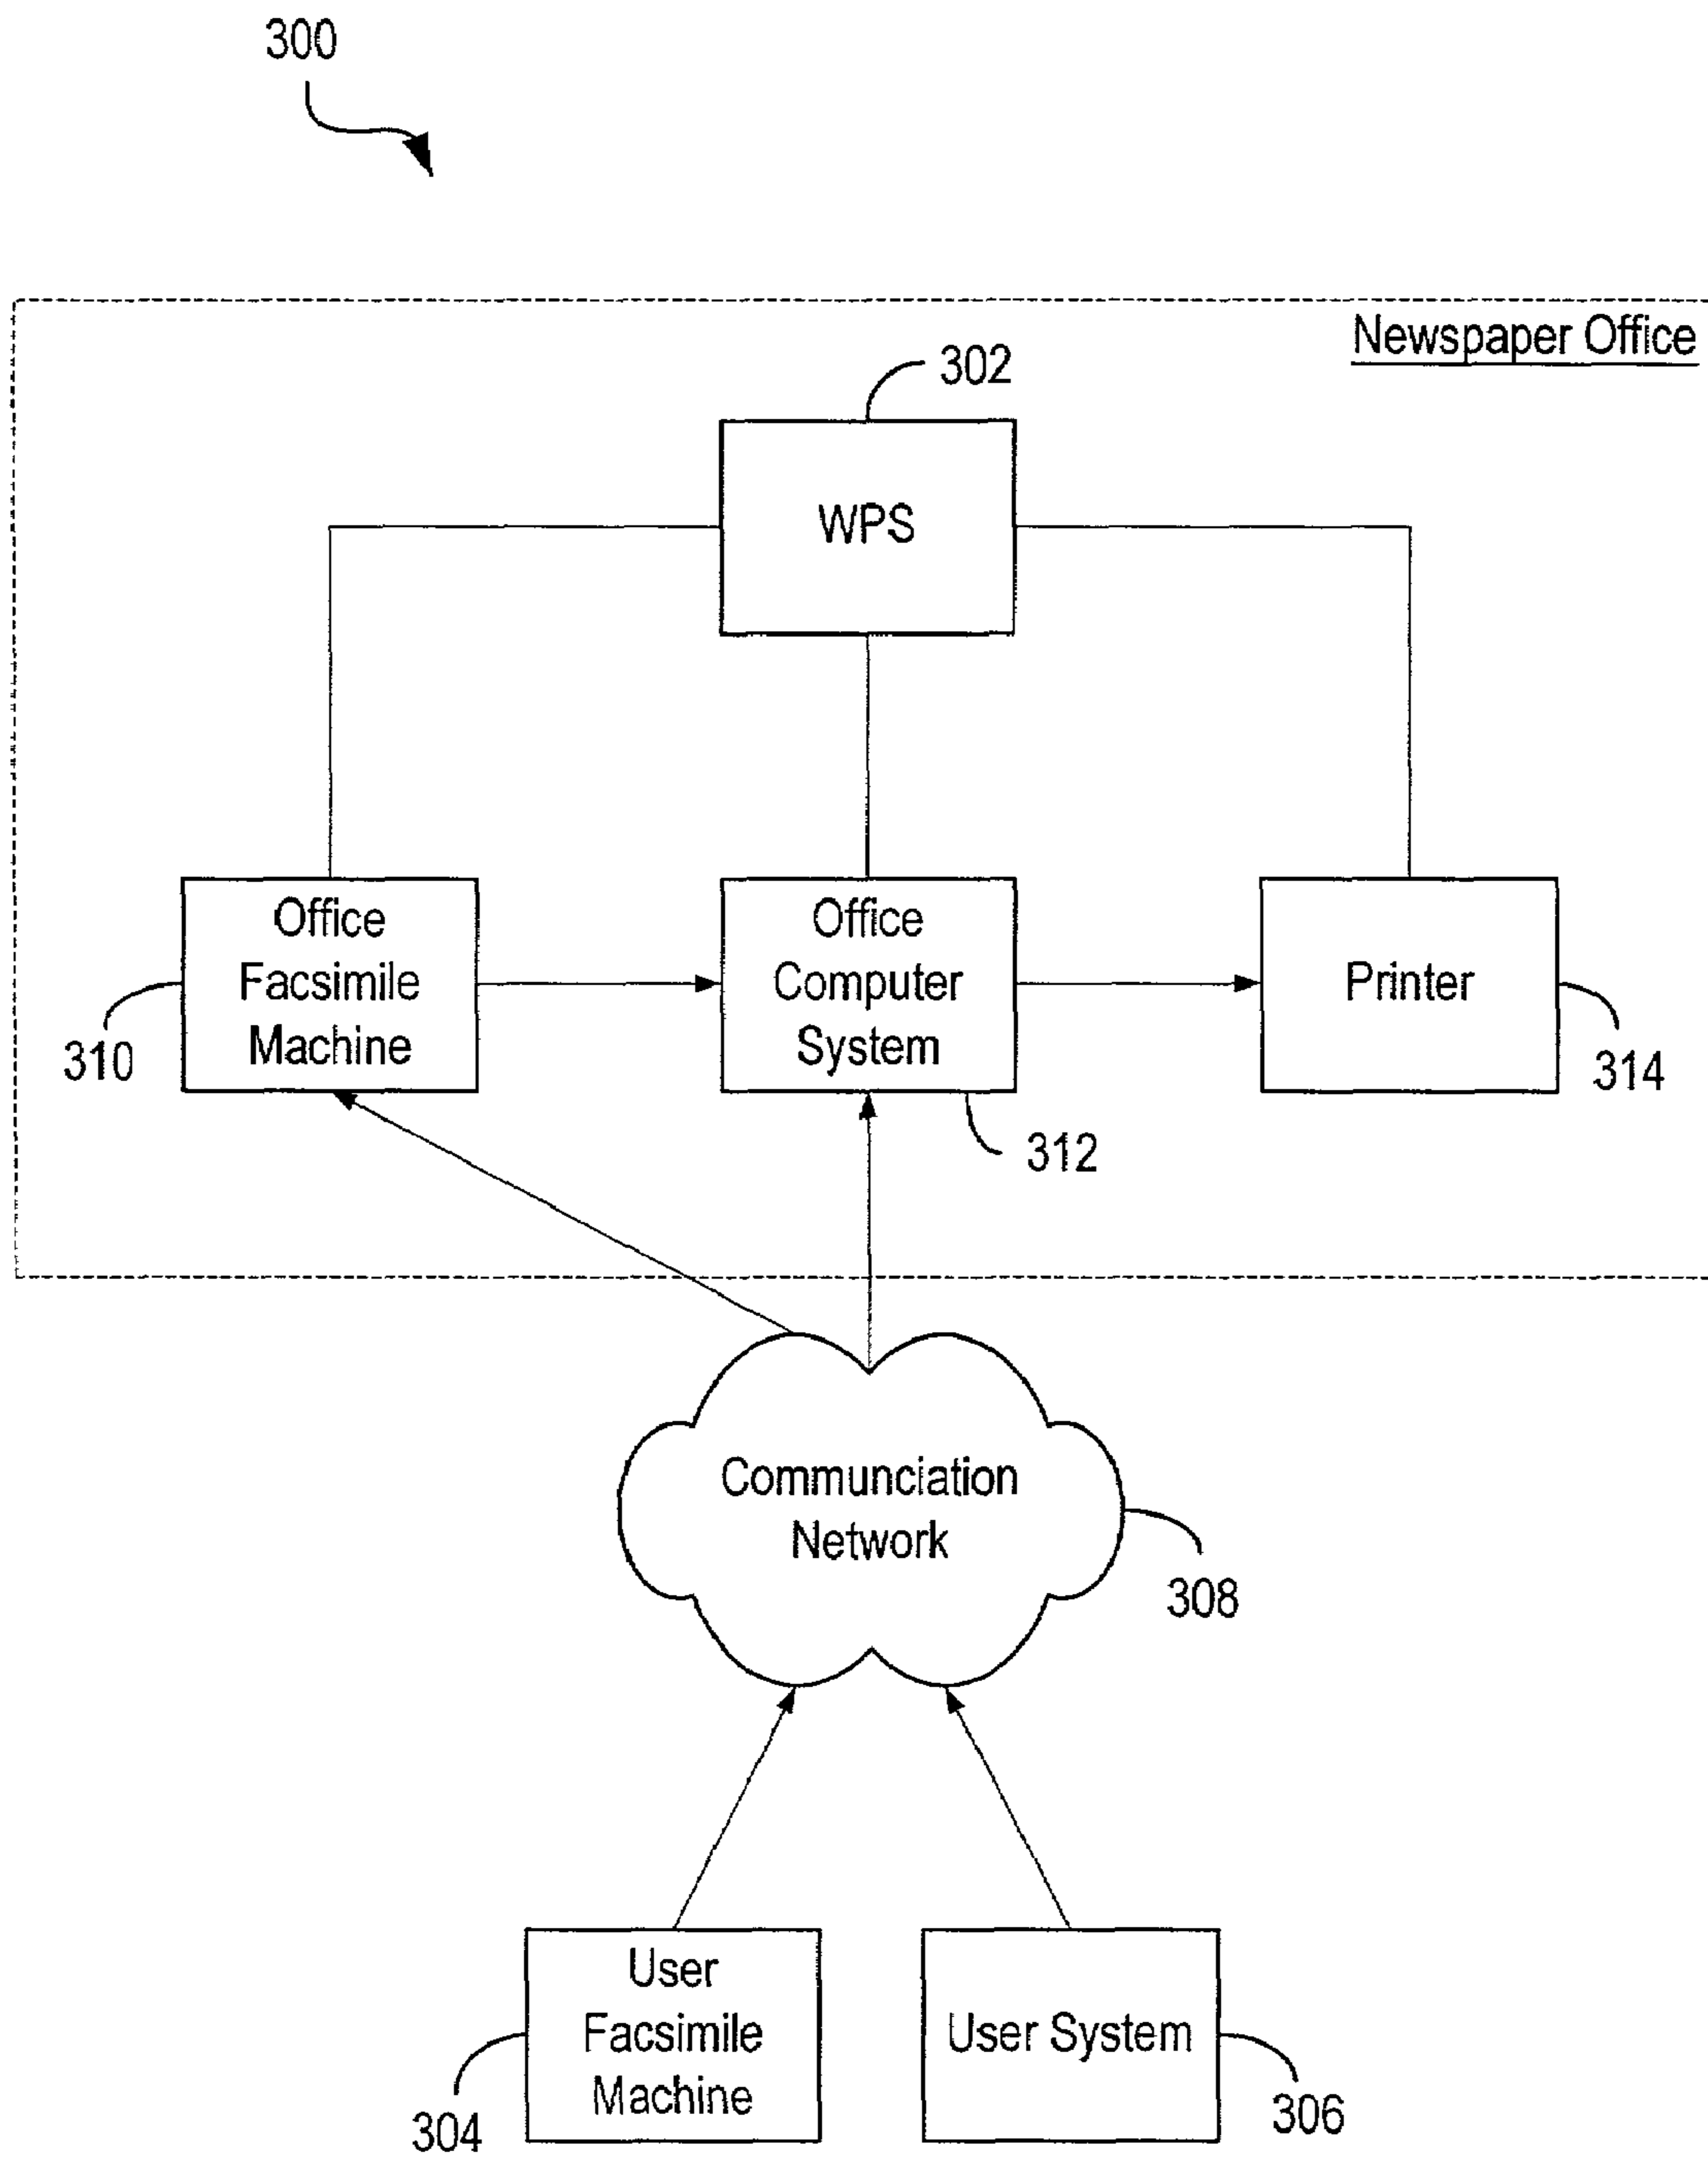 300
Newspaper Office
302
WPS
Office
Facsimile
Machine
310
Office
Computer
System
312
Printer
314
Communciation
Network
308
User
Facsimile
Machine
304
User System
306